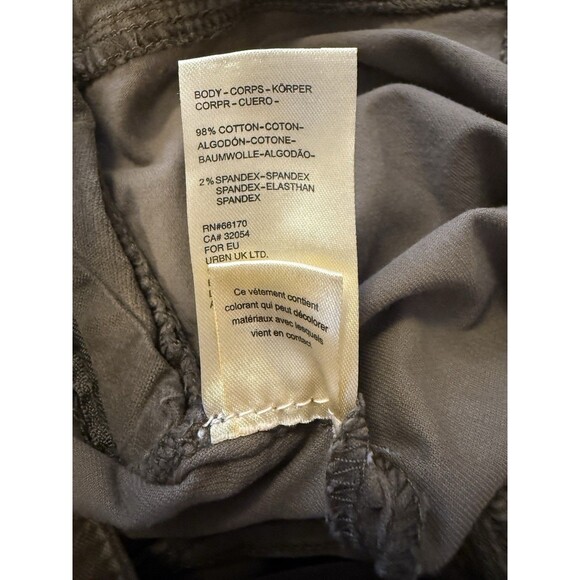 BODY-CORPS-KÖRPER
CORPR-CUERO-
98% COTTON-COTON-
ALGODÓN-COTONE-
BAUMWOLLE-ALGODÃO-
2% SPANDEX-SPANDEX
SPANDEX-ELASTHAN
SPANDEX
RN#66170
CA# 32054
FOR EU
URBN UK LTD.
Ce vètement contient
colorant qui peut décolorer
matériaux avec lesquels
vient en contact